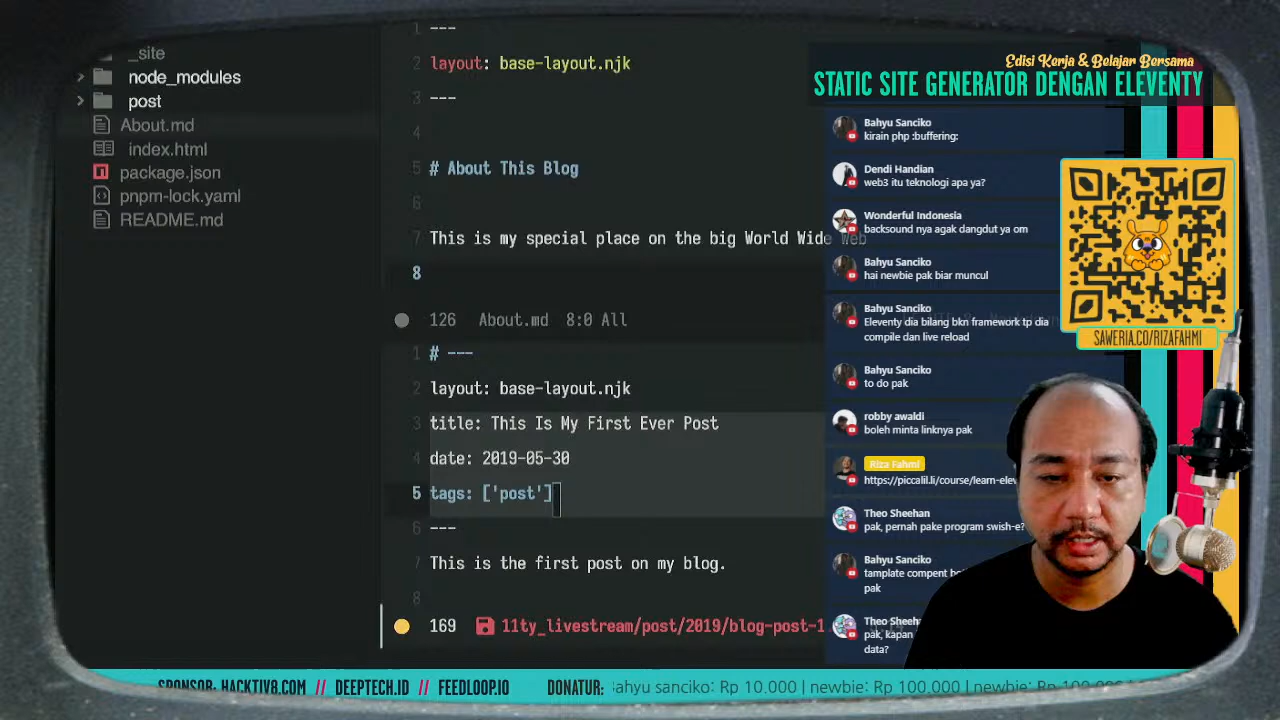 _site
node_modules
post
About.md
index.html
package.json
pnpm-lock.yaml
README.md
1 ---
2 layout: base-layout.njk
3 ---
4
5 # About This Blog
6
7 This is my special place on the big World Wide Web
8
126 About.md 8:0 All
1 # ---
2 layout: base-layout.njk
3 title: This Is My First Ever Post
4 date: 2019-05-30
5 tags: ['post']
6 ---
7 This is the first post on my blog.
8
169 11ty_livestream/post/2019/blog-post-1.
Edisi Kerja & Belajar Bersama
STATIC SITE GENERATOR DENGAN ELEVENTY
Bahyu Sanciko
kirain php :buffering:
Dendi Handian
web3 itu teknologi apa ya?
Wonderful Indonesia
backsound nya agak dangdut ya om
Bahyu Sanciko
hai newbie pak biar muncul
Bahyu Sanciko
Eleventy dia bilang bkn framework tp dia
compile dan live reload
Bahyu Sanciko
to do pak
robby awaldi
boleh minta linknya pak
Riza Fahmi
https://piccalil.li/course/learn-ele
Theo Sheehan
pak, pernah pake program swish-e?
Bahyu Sanciko
tamplate compent
pak
Theo Sheeh
pak, kapan
data?
SAWERIA.CO/RIZAFAHMI
SPONSOR: HACKTIV8.COM // DEEPTECH.ID // FEEDLOOP.IO
DONATUR: ahyu sanciko: Rp 10.000 | newbie: Rp 100.000 | newbie: Rp 100.000 |